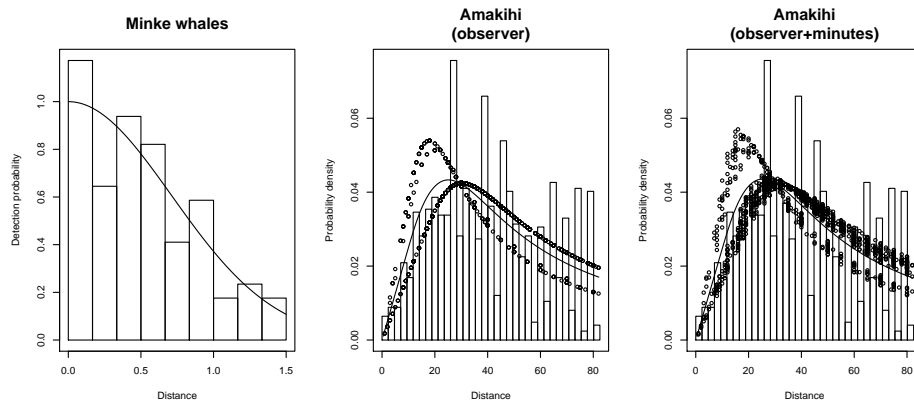 Minke whales
Detection probability
0.0 0.2 0.4 0.6 0.8 1.0
0.0 0.5 1.0 1.5
Distance
Amakihi
(observer)
Probability density
0.00 0.02 0.04 0.06
0 20 40 60 80
Distance
Amakihi
(observer+minutes)
Probability density
0.00 0.02 0.04 0.06
0 20 40 60 80
Distance